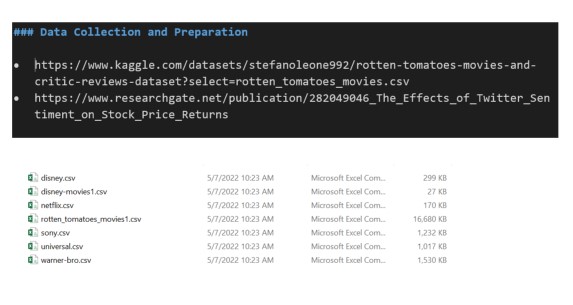 ### Data Collection and Preparation
• https://www.kaggle.com/datasets/stefanoleone992/rotten-tomatoes-movies-and-
critic-reviews-dataset?select=rotten_tomatoes_movies.csv
• https://www.researchgate.net/publication/282049046_The_Effects_of_Twitter_Sen
timent_on_Stock_Price_Returns
disney.csv 5/7/2022 10:23 AM Microsoft Excel Com... 299 KB
disney-movies1.csv 5/7/2022 10:23 AM Microsoft Excel Com... 27 KB
netflix.csv 5/7/2022 10:23 AM Microsoft Excel Com... 170 KB
rotten_tomatoes_movies1.csv 5/7/2022 10:23 AM Microsoft Excel Com... 16,680 KB
sony.csv 5/7/2022 10:23 AM Microsoft Excel Com... 1,232 KB
universal.csv 5/7/2022 10:23 AM Microsoft Excel Com... 1,017 KB
warner-bro.csv 5/7/2022 10:23 AM Microsoft Excel Com... 1,530 KB